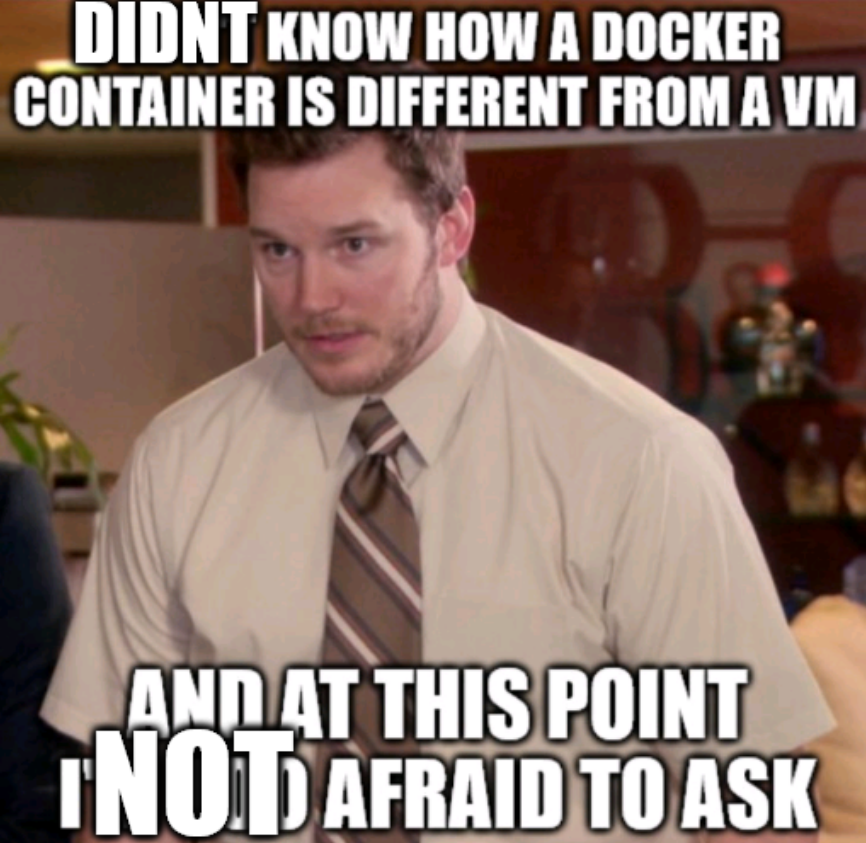 DIDNT KNOW HOW A DOCKER
CONTAINER IS DIFFERENT FROM A VM
AND AT THIS POINT
I' NOT AFRAID TO ASK